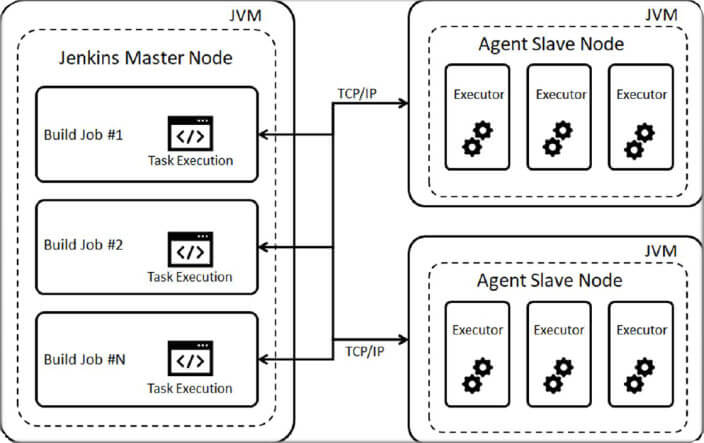 JVM
Jenkins Master Node
Build Job #1
Task Execution
Build Job #2
Task Execution
Build Job #N
Task Execution
TCP/IP
TCP/IP
JVM
Agent Slave Node
Executor
Executor
Executor
JVM
Agent Slave Node
Executor
Executor
Executor